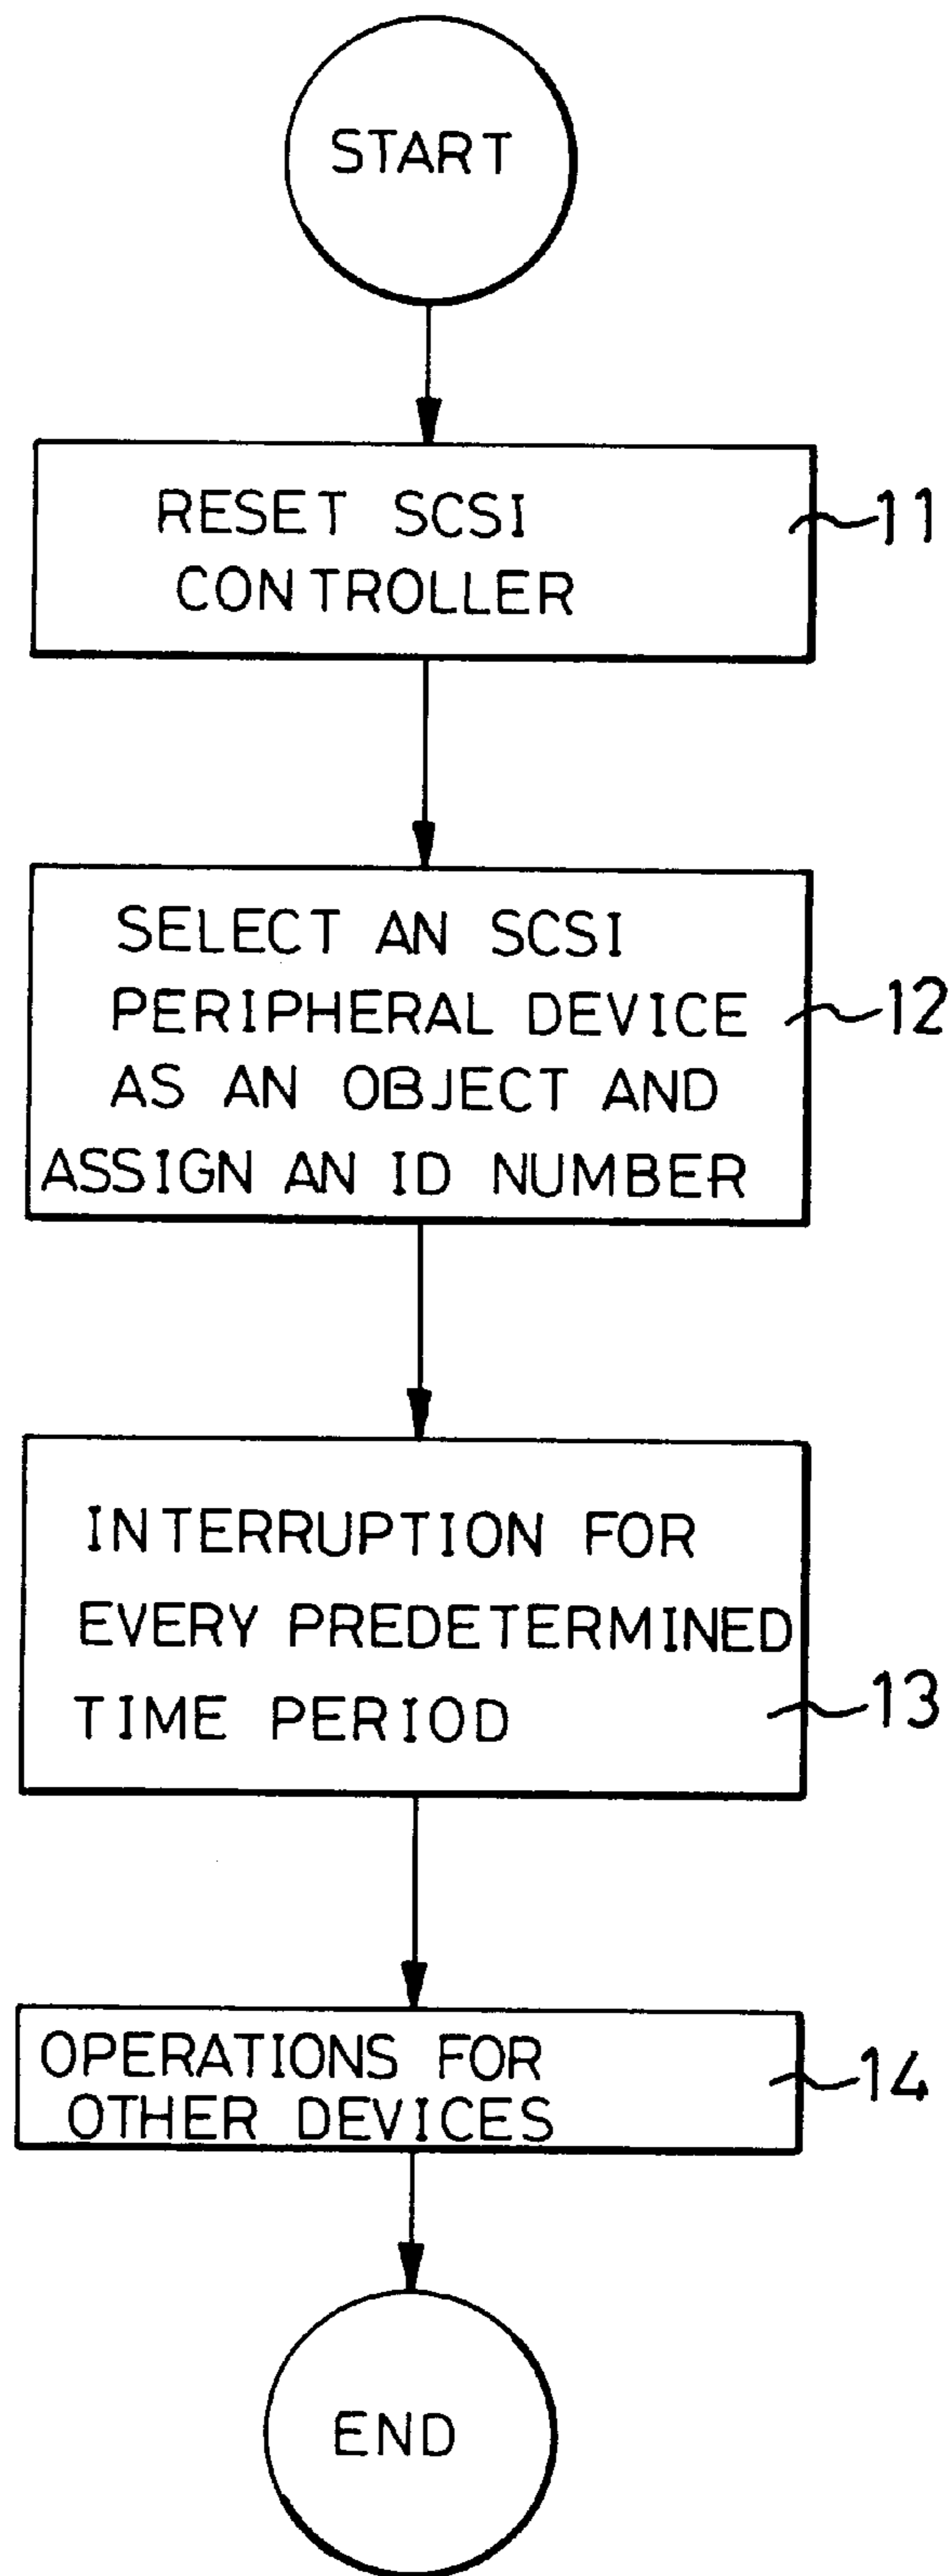 START
RESET SCSI
CONTROLLER
11
SELECT AN SCSI
PERIPHERAL DEVICE
AS AN OBJECT AND
ASSIGN AN ID NUMBER
12
INTERRUPTION FOR
EVERY PREDETERMINED
TIME PERIOD
13
OPERATIONS FOR
OTHER DEVICES
14
END